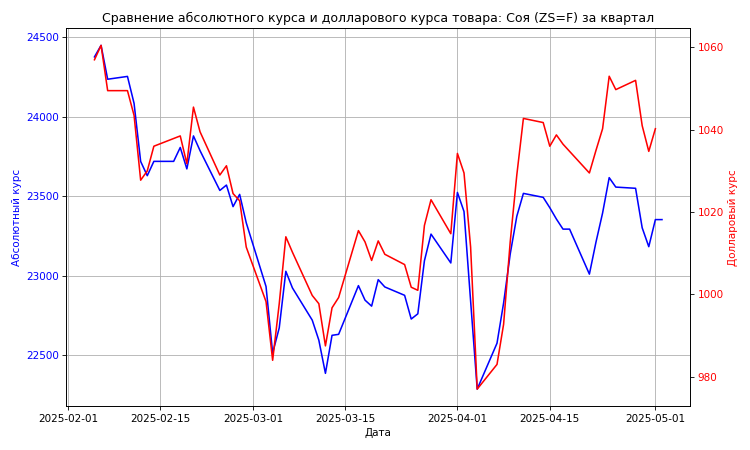 Сравнение абсолютного курса и долларового курса товара: Соя (ZS=F) за квартал
24500
24000
23500
23000
22500
Абсолютный курс
1060
1040
1020
1000
980
Долларовый курс
2025-02-01 2025-02-15 2025-03-01 2025-03-15 2025-04-01 2025-04-15 2025-05-01
Дата